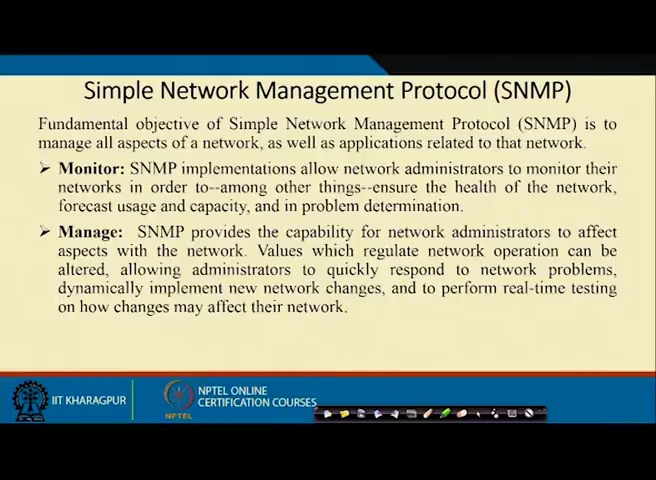 Simple Network Management Protocol (SNMP)
Fundamental objective of Simple Network Management Protocol (SNMP) is to
manage all aspects of a network, as well as applications related to that network.
➤ Monitor: SNMP implementations allow network administrators to monitor their
networks in order to--among other things--ensure the health of the network,
forecast usage and capacity, and in problem determination.
➤ Manage: SNMP provides the capability for network administrators to affect
aspects with the network. Values which regulate network operation can be
altered, allowing administrators to quickly respond to network problems,
dynamically implement new network changes, and to perform real-time testing
on how changes may affect their network.
IIT KHARAGPUR
NPTEL
NPTEL ONLINE
CERTIFICATION COURSES